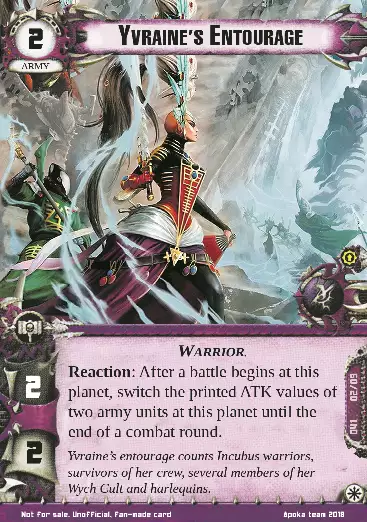 2
YVRAINE'S ENTOURAGE
ARMY
WARRIOR.
Reaction: After a battle begins at this
planet, switch the printed ATK values of
two army units at this planet until the
end of a combat round.
Yvraine's entourage counts Incubus warriors,
survivors of her crew, several members of her
Wych Cult and harlequins.
2
2
041 02/09
Not for sale. Unofficial. Fan-made card
Apoka team 2018